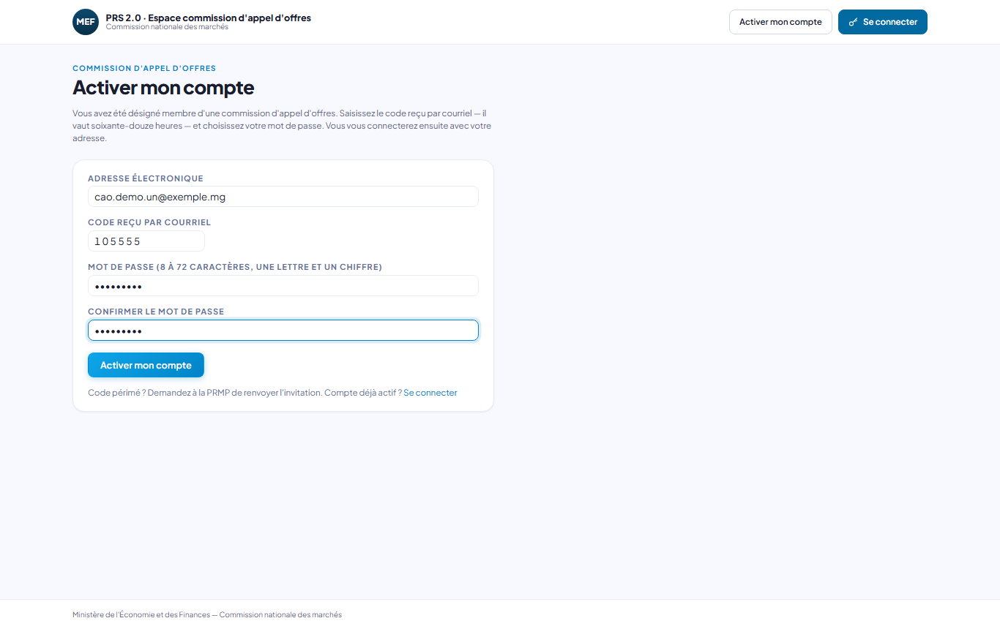 MEF
PRS 2.0 · Espace commission d'appel d'offres
Commission nationale des marchés
Activer mon compte
Se connecter
COMMISSION D'APPEL D'OFFRES
Activer mon compte
Vous avez été désigné membre d'une commission d'appel d'offres. Saisissez le code reçu par courriel — il
vaut soixante-douze heures — et choisissez votre mot de passe. Vous vous connecterez ensuite avec votre
adresse.
ADRESSE ÉLECTRONIQUE
cao.demo.un@exemple.mg
CODE REÇU PAR COURRIEL
105555
MOT DE PASSE (8 À 72 CARACTÈRES, UNE LETTRE ET UN CHIFFRE)
•••••••••
CONFIRMER LE MOT DE PASSE
•••••••••
Activer mon compte
Code périmé ? Demandez à la PRMP de renvoyer l'invitation. Compte déjà actif ? Se connecter
Ministère de l'Économie et des Finances — Commission nationale des marchés